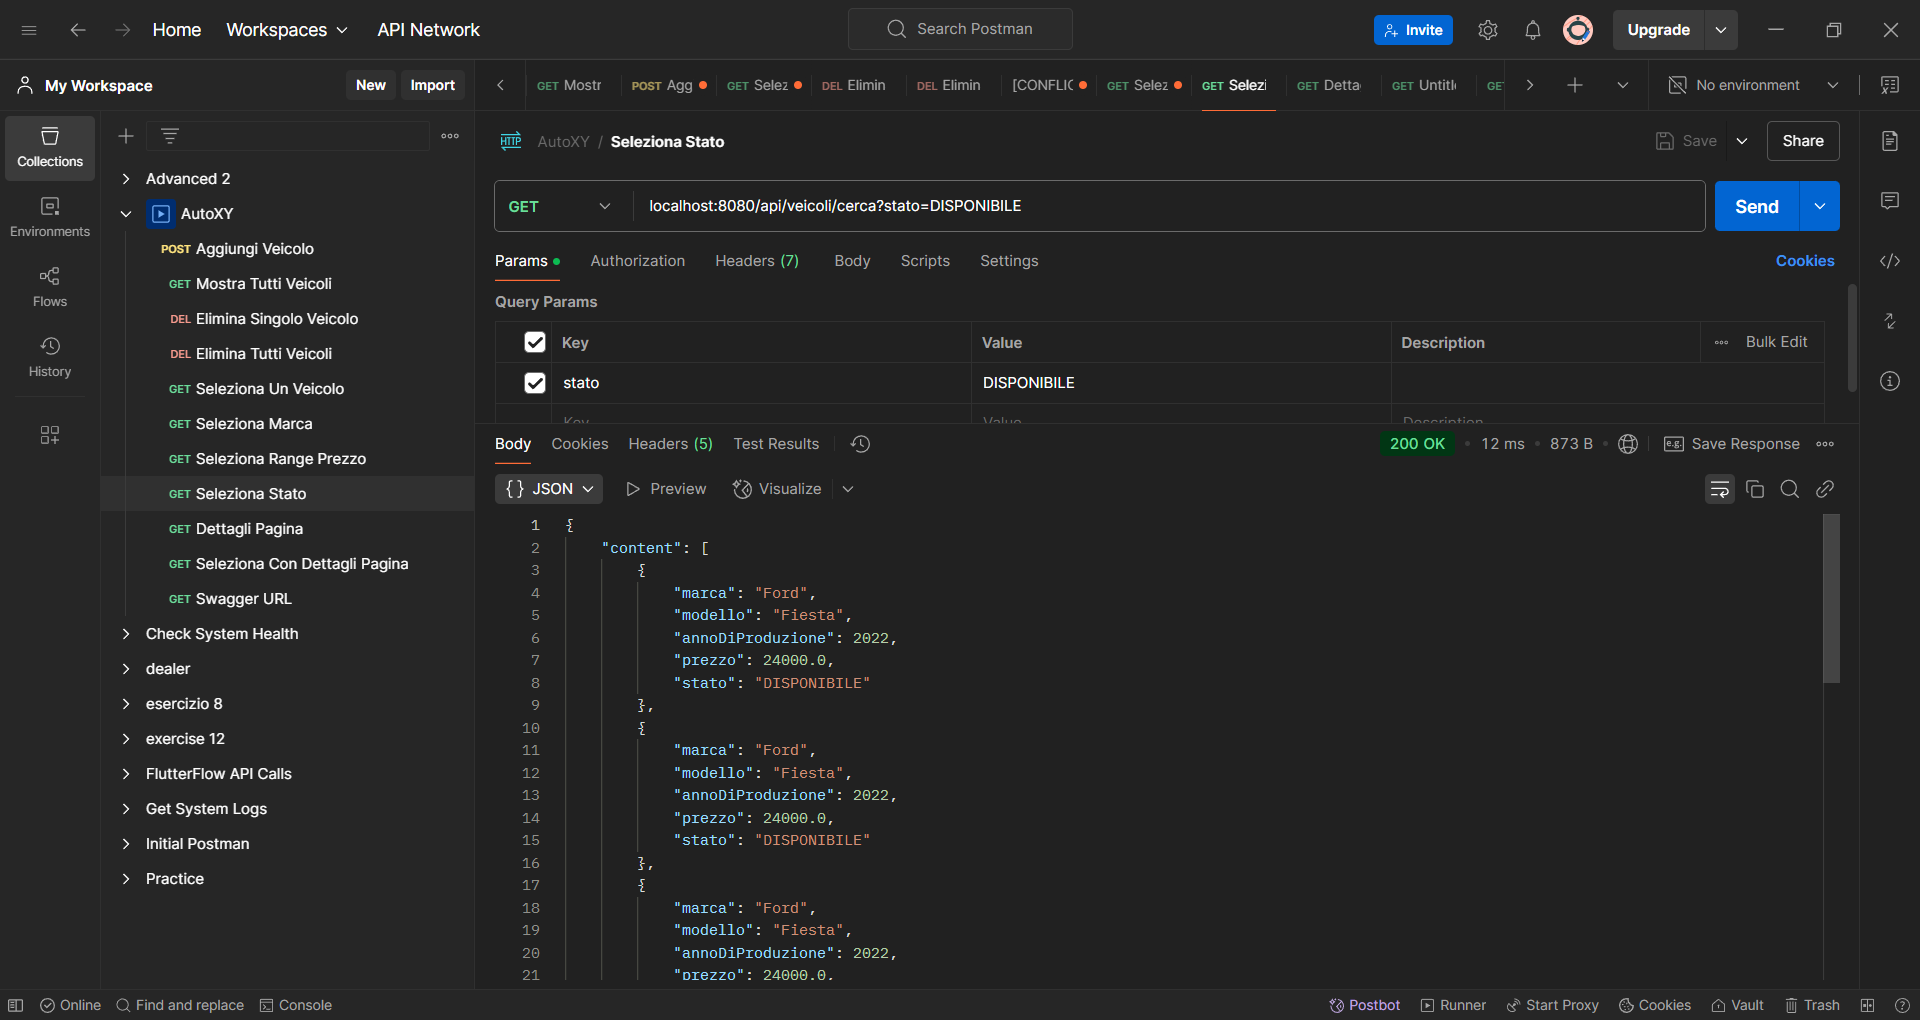 Home Workspaces API Network Search Postman Invite Upgrade
My Workspace New Import
GET Mostr POST Agg GET Selez DEL Elimin DEL Elimin [CONFLIC GET Selez GET Selezi GET Detta GET Untitl GET No environment
Collections
Environments
Flows
History
Advanced 2
AutoXY
POST Aggiungi Veicolo
GET Mostra Tutti Veicoli
DEL Elimina Singolo Veicolo
DEL Elimina Tutti Veicoli
GET Seleziona Un Veicolo
GET Seleziona Marca
GET Seleziona Range Prezzo
GET Seleziona Stato
GET Dettagli Pagina
GET Seleziona Con Dettagli Pagina
GET Swagger URL
Check System Health
dealer
esercizio 8
exercise 12
FlutterFlow API Calls
Get System Logs
Initial Postman
Practice
HTTP AutoXY / Seleziona Stato Save Share
GET localhost:8080/api/veicoli/cerca?stato=DISPONIBILE Send
Params Authorization Headers (7) Body Scripts Settings Cookies
Query Params
Key Value Description Bulk Edit
stato DISPONIBILE
Key Value Description
Body Cookies Headers (5) Test Results 200 OK 12 ms 873 B e.g. Save Response
{} JSON Preview Visualize
1 {
2 "content": [
3 {
4 "marca": "Ford",
5 "modello": "Fiesta",
6 "annoDiProduzione": 2022,
7 "prezzo": 24000.0,
8 "stato": "DISPONIBILE"
9 },
10 {
11 "marca": "Ford",
12 "modello": "Fiesta",
13 "annoDiProduzione": 2022,
14 "prezzo": 24000.0,
15 "stato": "DISPONIBILE"
16 },
17 {
18 "marca": "Ford",
19 "modello": "Fiesta",
20 "annoDiProduzione": 2022,
21 "prezzo": 24000.0,
Online Find and replace Console Postbot Runner Start Proxy Cookies Vault Trash